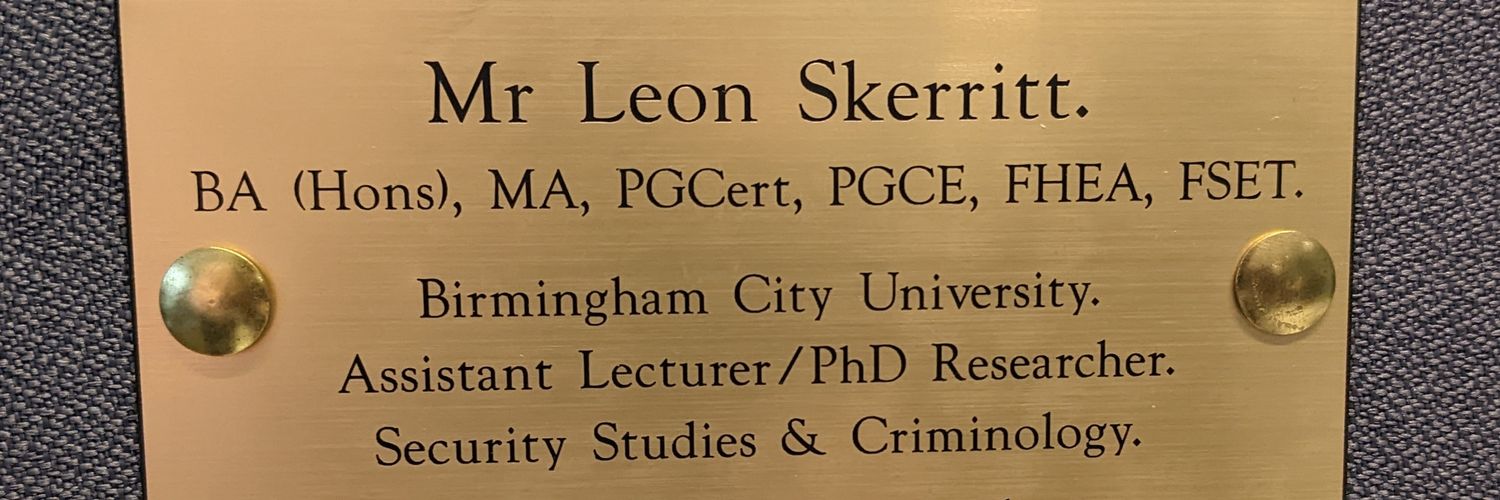 Mr Leon Skerritt.
BA (Hons), MA, PGCert, PGCE, FHEA, FSET.
Birmingham City University.
Assistant Lecturer/PhD Researcher.
Security Studies & Criminology.